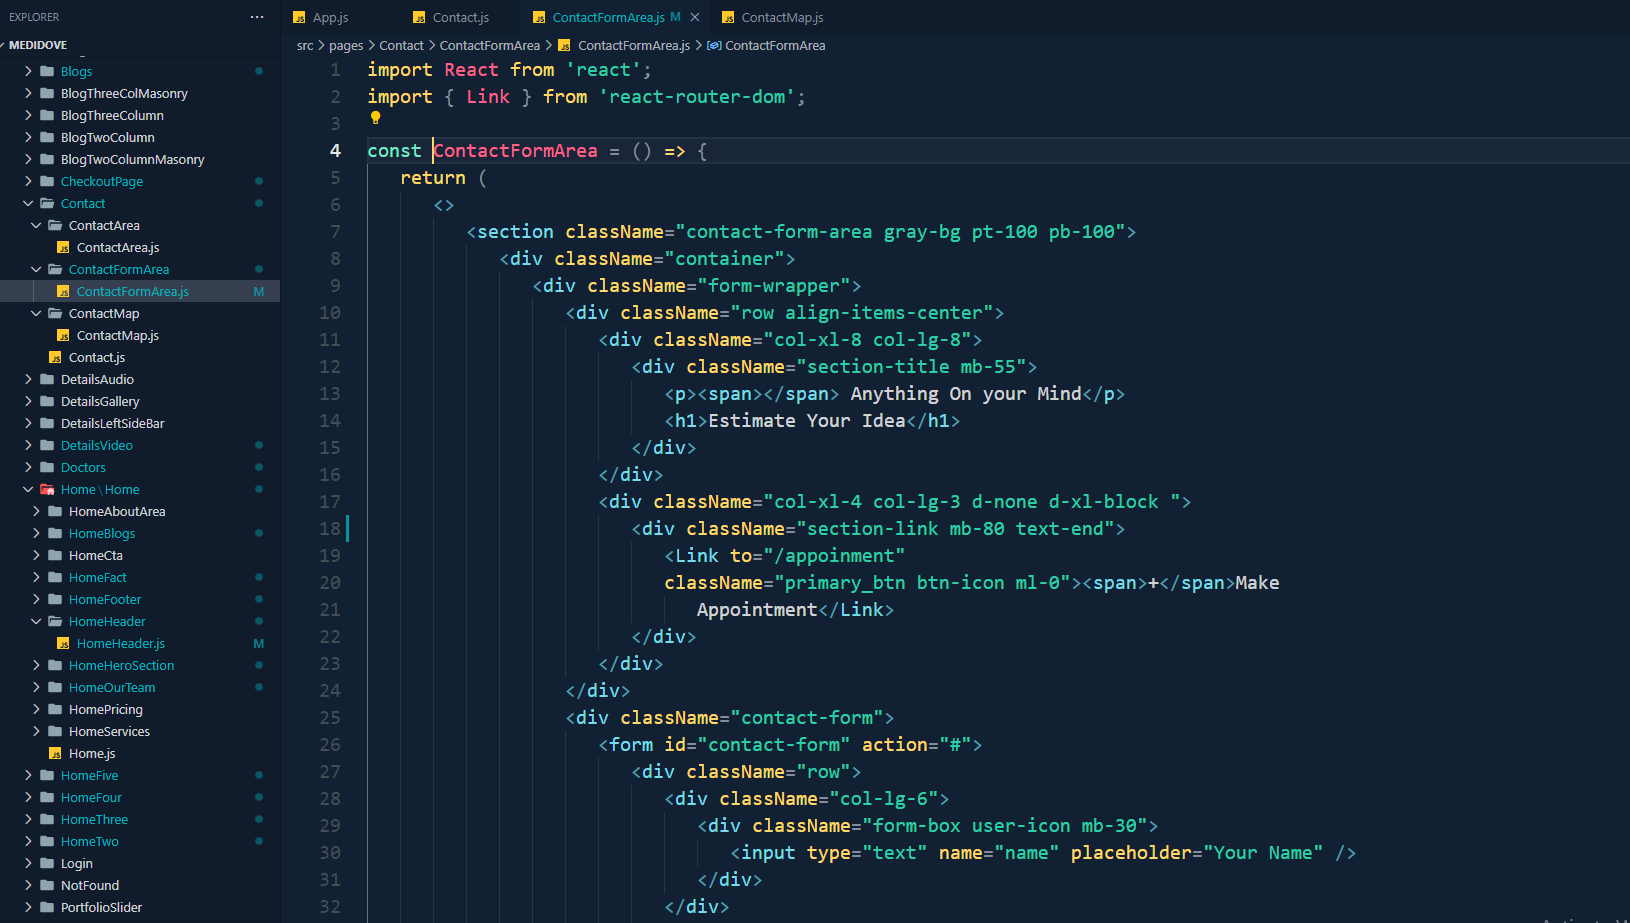 EXPLORER
MEDIDOVE
Blogs
BlogThreeColMasonry
BlogThreeColumn
BlogTwoColumn
BlogTwoColumnMasonry
CheckoutPage
Contact
ContactArea
JS ContactArea.js
ContactFormArea
JS ContactFormArea.js M
ContactMap
JS ContactMap.js
JS Contact.js
DetailsAudio
DetailsGallery
DetailsLeftSideBar
DetailsVideo
Doctors
Home\Home
HomeAboutArea
HomeBlogs
HomeCta
HomeFact
HomeFooter
HomeHeader
JS HomeHeader.js M
HomeHeroSection
HomeOurTeam
HomePricing
HomeServices
JS Home.js
HomeFive
HomeFour
HomeThree
HomeTwo
Login
NotFound
PortfolioSlider
JS App.js JS Contact.js JS ContactFormArea.js M JS ContactMap.js
src > pages > Contact > ContactFormArea > JS ContactFormArea.js > ContactFormArea
1 import React from 'react';
2 import { Link } from 'react-router-dom';
3
4 const ContactFormArea = () => {
5 return (
6 <>
7 <section className="contact-form-area gray-bg pt-100 pb-100">
8 <div className="container">
9 <div className="form-wrapper">
10 <div className="row align-items-center">
11 <div className="col-xl-8 col-lg-8">
12 <div className="section-title mb-55">
13 <p><span></span> Anything On your Mind</p>
14 <h1>Estimate Your Idea</h1>
15 </div>
16 </div>
17 <div className="col-xl-4 col-lg-3 d-none d-xl-block ">
18 <div className="section-link mb-80 text-end">
19 <Link to="/appoinment"
20 className="primary_btn btn-icon ml-0"><span>+</span>Make
21 Appointment</Link>
22 </div>
23 </div>
24 </div>
25 <div className="contact-form">
26 <form id="contact-form" action="#">
27 <div className="row">
28 <div className="col-lg-6">
29 <div className="form-box user-icon mb-30">
30 <input type="text" name="name" placeholder="Your Name" />
31 </div>
32 </div>